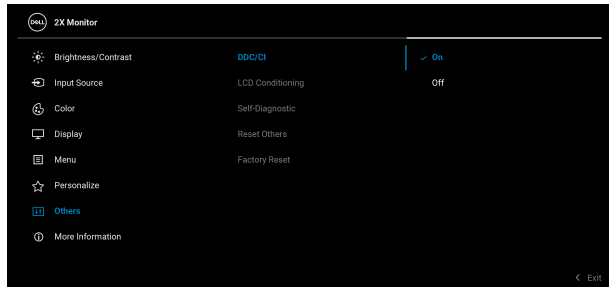 DELL 2X Monitor
Brightness/Contrast DDC/CI On
Input Source LCD Conditioning Off
Color Self-Diagnostic
Display Reset Others
Menu Factory Reset
Personalize
Others
More Information
Exit